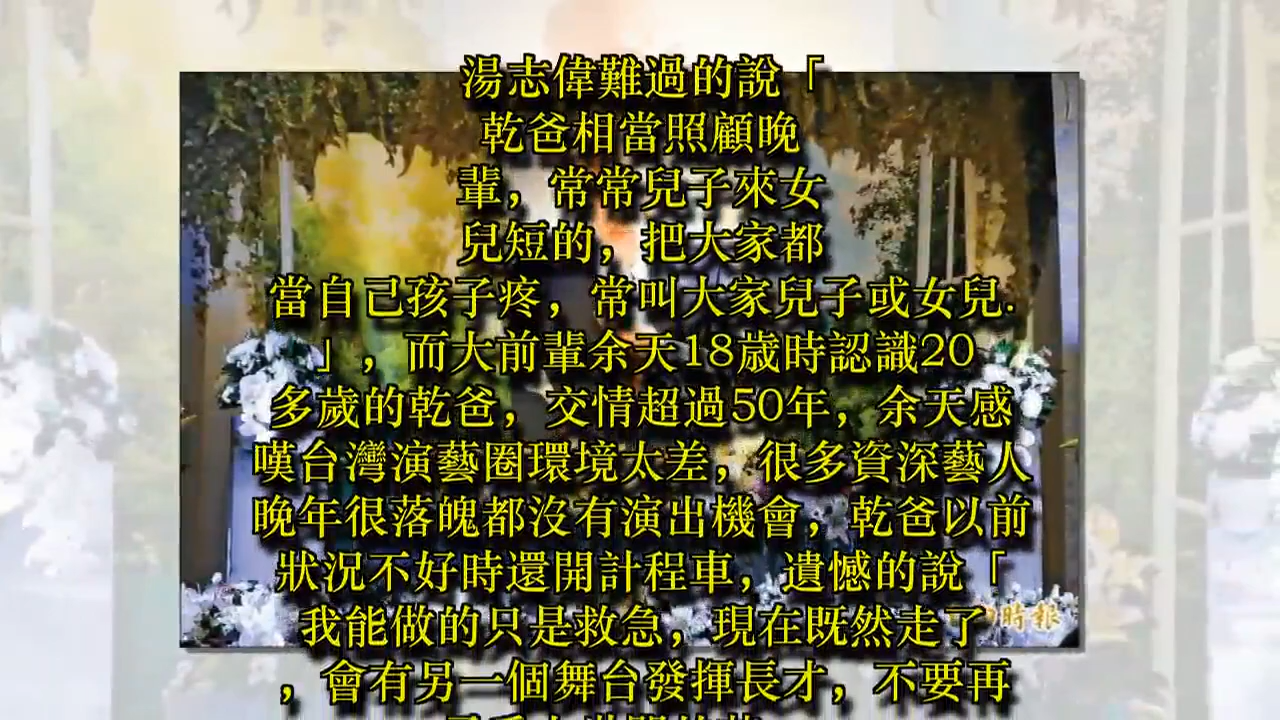 湯志偉難過的說「
乾爸相當照顧晚
輩，常常兒子來女
兒短的，把大家都
當自己孩子疼，常叫大家兒子或女兒.
」，而大前輩余天18歲時認識20
多歲的乾爸，交情超過50年，余天感
嘆台灣演藝圈環境太差，很多資深藝人
晚年很落魄都沒有演出機會，乾爸以前
狀況不好時還開計程車，遺憾的說「
我能做的只是救急，現在既然走了
，會有另一個舞台發揮長才，不要再
時報